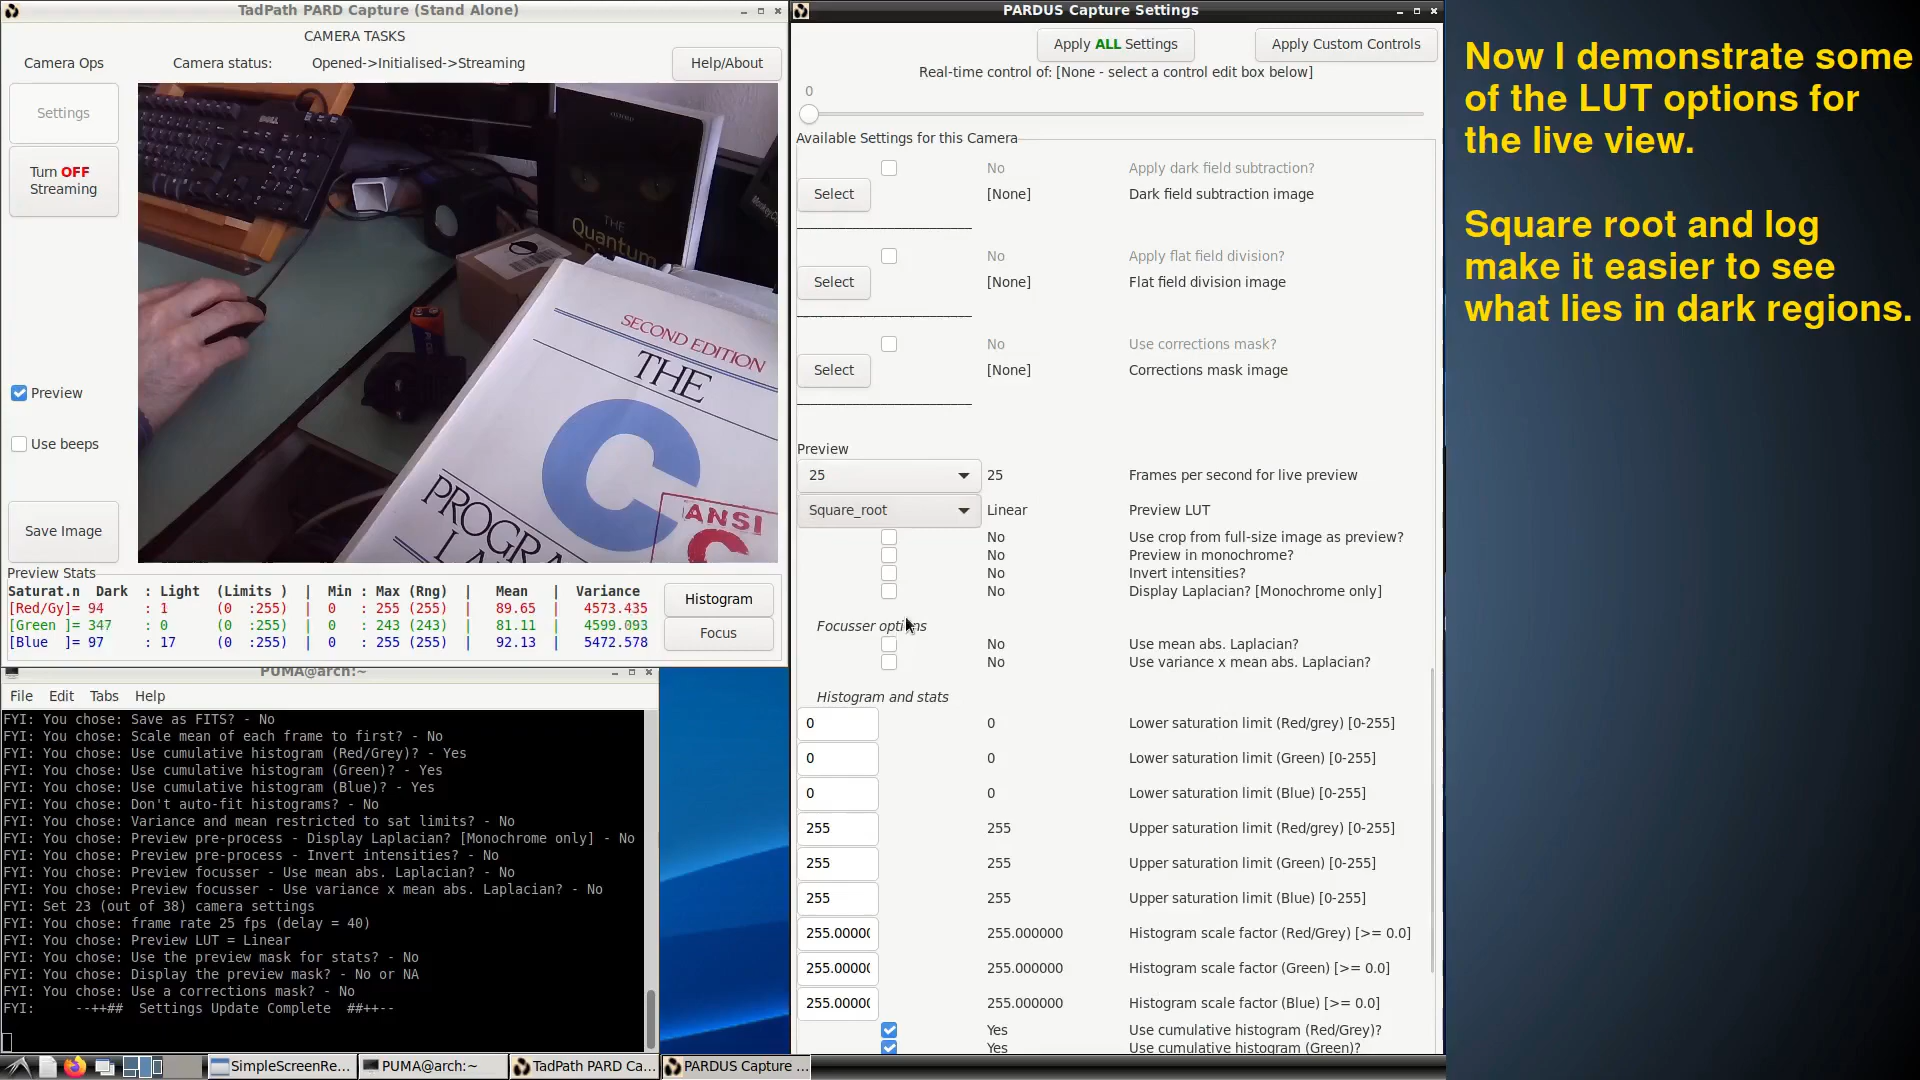 TadPath PARD Capture (Stand Alone)
CAMERA TASKS
Camera Ops
Camera status:
Opened->Initialised->Streaming
Help/About
Settings
Turn OFF
Streaming
Preview
Use beeps
Save Image
THE
Quantum
SECOND EDITION
THE
C
ANSI
C
DELL
Preview Stats
Saturat.n Dark : Light (Limits ) | Min : Max (Rng) | Mean | Variance
[Red/Gy]= 94 : 1 (0 :255) | 0 : 255 (255) | 89.65 | 4573.435
[Green ]= 347 : 0 (0 :255) | 0 : 243 (243) | 81.11 | 4599.093
[Blue ]= 97 : 17 (0 :255) | 0 : 255 (255) | 92.13 | 5472.578
Histogram
Focus
PUMA@arch:~
File Edit Tabs Help
FYI: You chose: Save as FITS? - No
FYI: You chose: Scale mean of each frame to first? - No
FYI: You chose: Use cumulative histogram (Red/Grey)? - Yes
FYI: You chose: Use cumulative histogram (Green)? - Yes
FYI: You chose: Use cumulative histogram (Blue)? - Yes
FYI: You chose: Don't auto-fit histograms? - No
FYI: You chose: Variance and mean restricted to sat limits? - No
FYI: You chose: Preview pre-process - Display Laplacian? [Monochrome only] - No
FYI: You chose: Preview pre-process - Invert intensities? - No
FYI: You chose: Preview focusser - Use mean abs. Laplacian? - No
FYI: You chose: Preview focusser - Use variance x mean abs. Laplacian? - No
FYI: Set 23 (out of 38) camera settings
FYI: You chose: frame rate 25 fps (delay = 40)
FYI: You chose: Preview LUT = Linear
FYI: You chose: Use the preview mask for stats? - No
FYI: You chose: Display the preview mask? - No or NA
FYI: You chose: Use a corrections mask? - No
FYI: --++## Settings Update Complete ##++--
PARDUS Capture Settings
Apply ALL Settings
Apply Custom Controls
Real-time control of: [None - select a control edit box below]
0
Available Settings for this Camera
No Apply dark field subtraction?
Select [None] Dark field subtraction image
No Apply flat field division?
Select [None] Flat field division image
No Use corrections mask?
Select [None] Corrections mask image
Preview
25 25 Frames per second for live preview
Square_root Linear Preview LUT
No Use crop from full-size image as preview?
No Preview in monochrome?
No Invert intensities?
No Display Laplacian? [Monochrome only]
Focusser options
No Use mean abs. Laplacian?
No Use variance x mean abs. Laplacian?
Histogram and stats
0 0 Lower saturation limit (Red/grey) [0-255]
0 0 Lower saturation limit (Green) [0-255]
0 0 Lower saturation limit (Blue) [0-255]
255 255 Upper saturation limit (Red/grey) [0-255]
255 255 Upper saturation limit (Green) [0-255]
255 255 Upper saturation limit (Blue) [0-255]
255.00000 255.000000 Histogram scale factor (Red/Grey) [>= 0.0]
255.00000 255.000000 Histogram scale factor (Green) [>= 0.0]
255.00000 255.000000 Histogram scale factor (Blue) [>= 0.0]
Yes Use cumulative histogram (Red/Grey)?
Yes Use cumulative histogram (Green)?
Now I demonstrate some
of the LUT options for
the live view.
Square root and log
make it easier to see
what lies in dark regions.
SimpleScreenRe...
PUMA@arch:~
TadPath PARD Ca...
PARDUS Capture ...